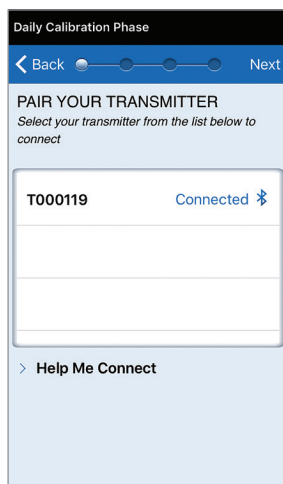 Daily Calibration Phase
Back Next
PAIR YOUR TRANSMITTER
Select your transmitter from the list below to
connect
T000119 Connected
Help Me Connect